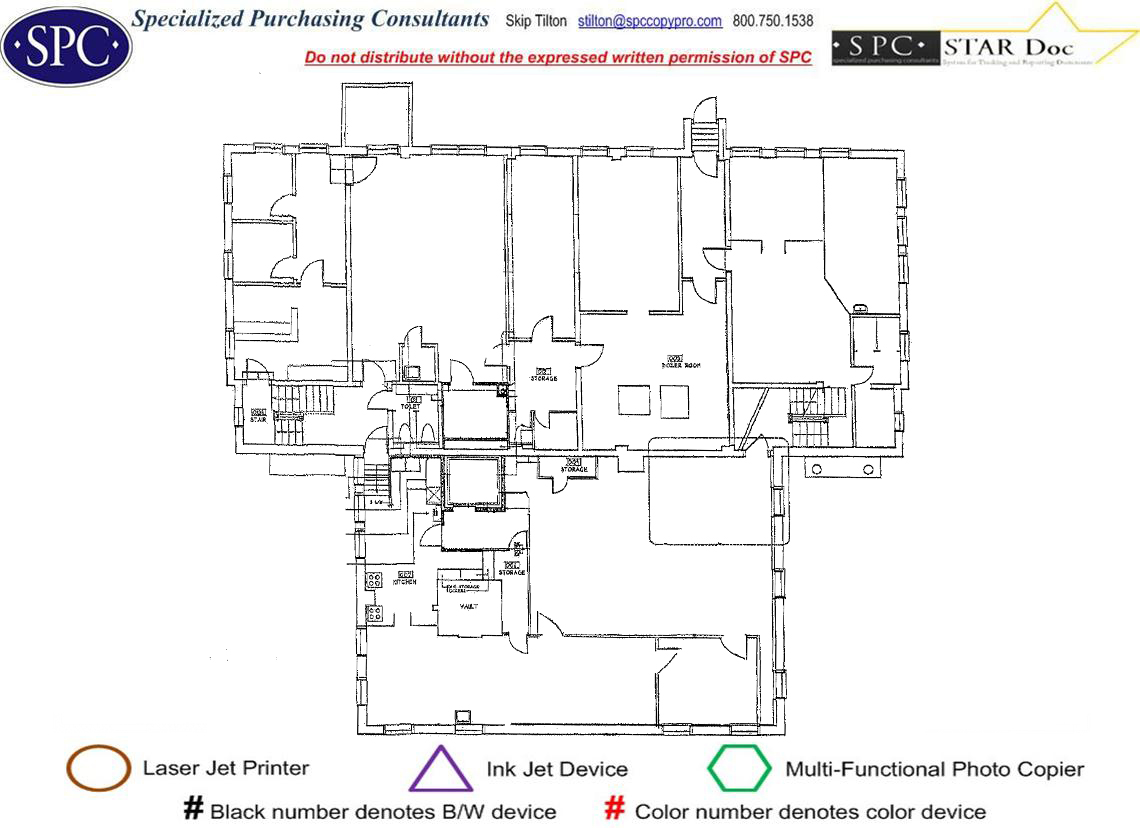 Specialized Purchasing Consultants Skip Tilton stilton@spccopypro.com 800.750.1538
·SPC·
Do not distribute without the expressed written permission of SPC
·SPC· STAR Doc
specialized purchasing consultants System for Tracking and Reporting Documents
STORAGE
BOILER ROOM
TOILET
STAIR
STORAGE
STORAGE
KITCHEN
VAULT
Laser Jet Printer
Ink Jet Device
Multi-Functional Photo Copier
# Black number denotes B/W device
# Color number denotes color device